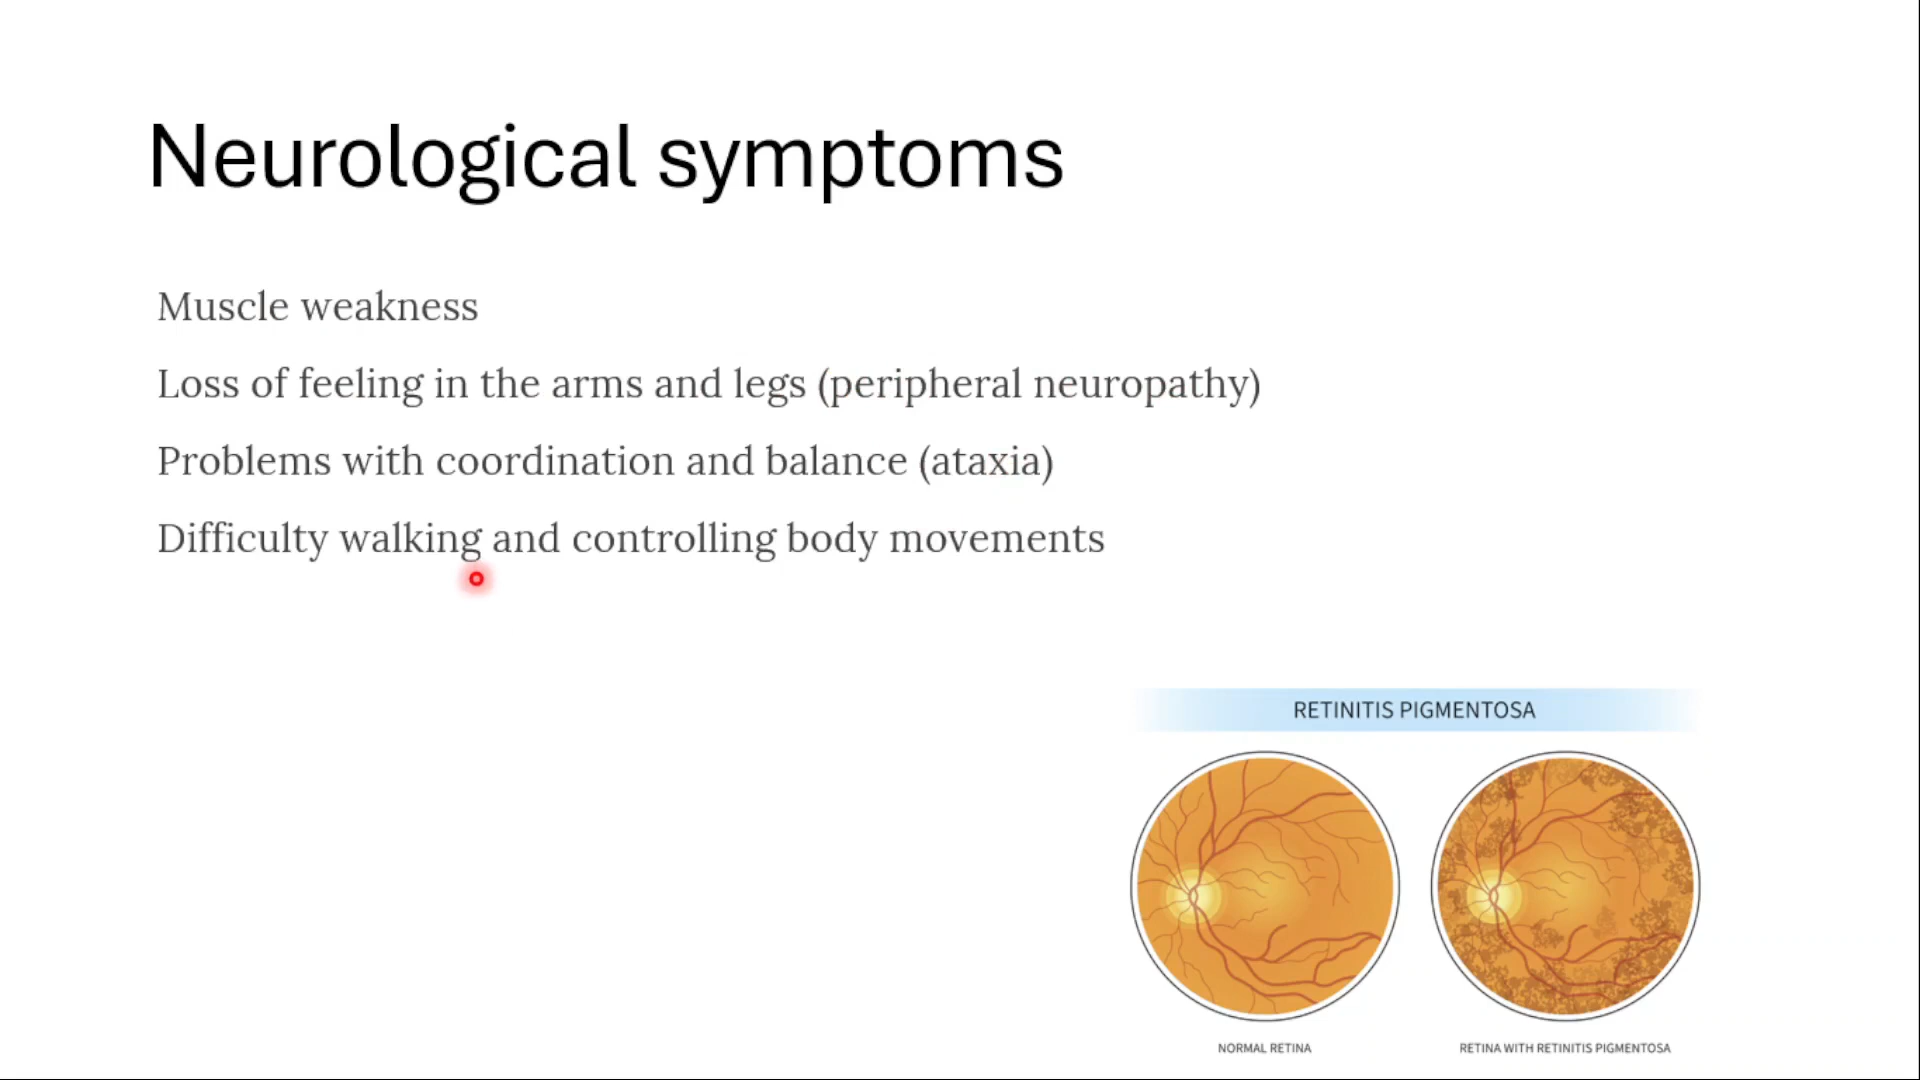 Neurological symptoms
Muscle weakness
Loss of feeling in the arms and legs (peripheral neuropathy)
Problems with coordination and balance (ataxia)
Difficulty walking and controlling body movements
RETINITIS PIGMENTOSA
NORMAL RETINA
RETINA WITH RETINITIS PIGMENTOSA